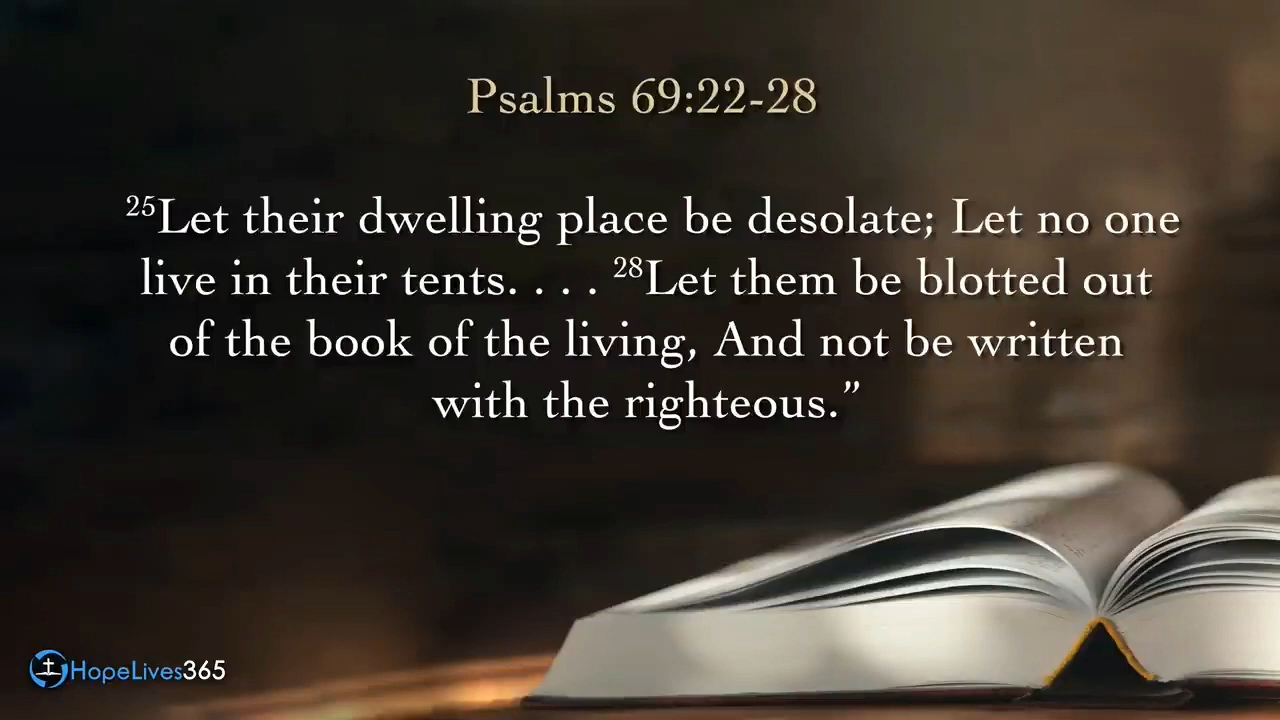 Psalms 69:22-28
²⁵Let their dwelling place be desolate; Let no one
live in their tents. . . . ²⁸Let them be blotted out
of the book of the living, And not be written
with the righteous.”
HopeLives365